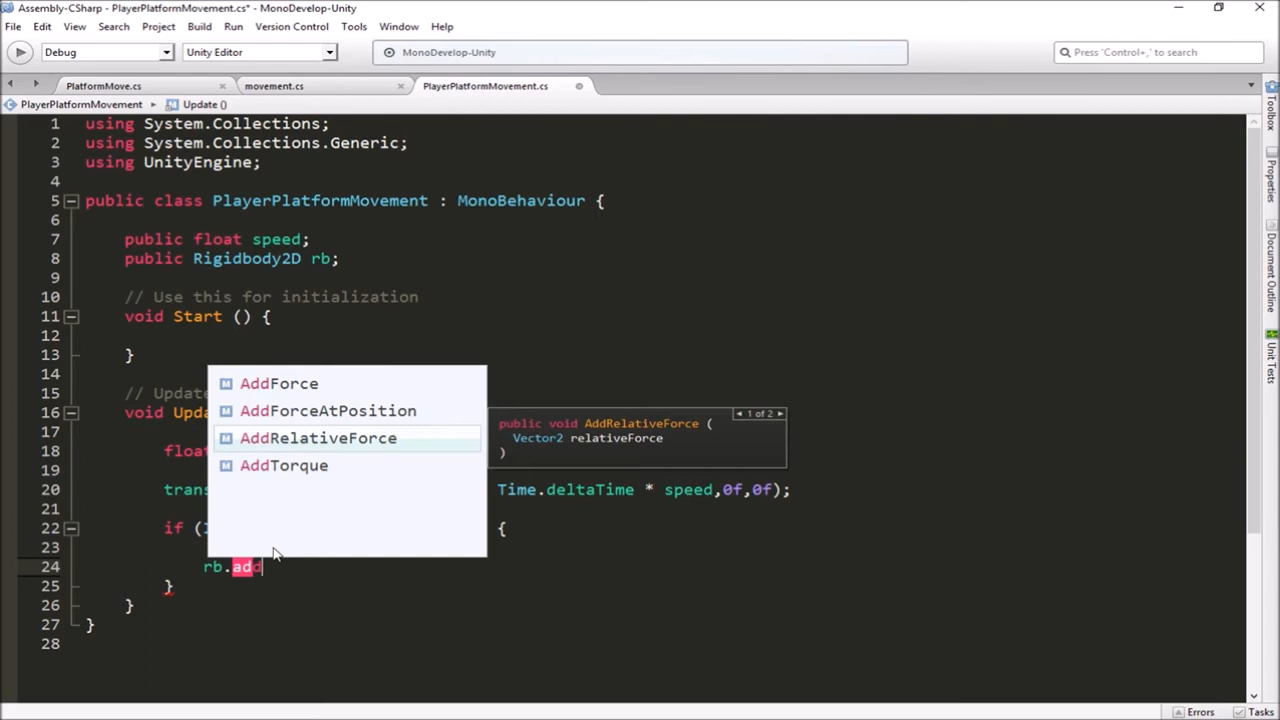 Assembly-CSharp - PlayerPlatformMovement.cs* - MonoDevelop-Unity
File Edit View Search Project Build Run Version Control Tools Window Help
Debug Unity Editor MonoDevelop-Unity Press 'Control+,' to search
PlatformMove.cs movement.cs PlayerPlatformMovement.cs
PlayerPlatformMovement Update ()
1 using System.Collections;
2 using System.Collections.Generic;
3 using UnityEngine;
4
5 public class PlayerPlatformMovement : MonoBehaviour {
6
7 public float speed;
8 public Rigidbody2D rb;
9
10 // Use this for initialization
11 void Start () {
12
13 }
14
15 // Update
16 void Upda
17
18 float
19
20 trans Time.deltaTime * speed,0f,0f);
21
22 if ( {
23
24 rb.add
25 }
26 }
27 }
28
AddForce
AddForceAtPosition
AddRelativeForce
AddTorque
1 of 2
public void AddRelativeForce (
Vector2 relativeForce
)
Toolbox
Properties
Document Outline
Unit Tests
Errors Tasks